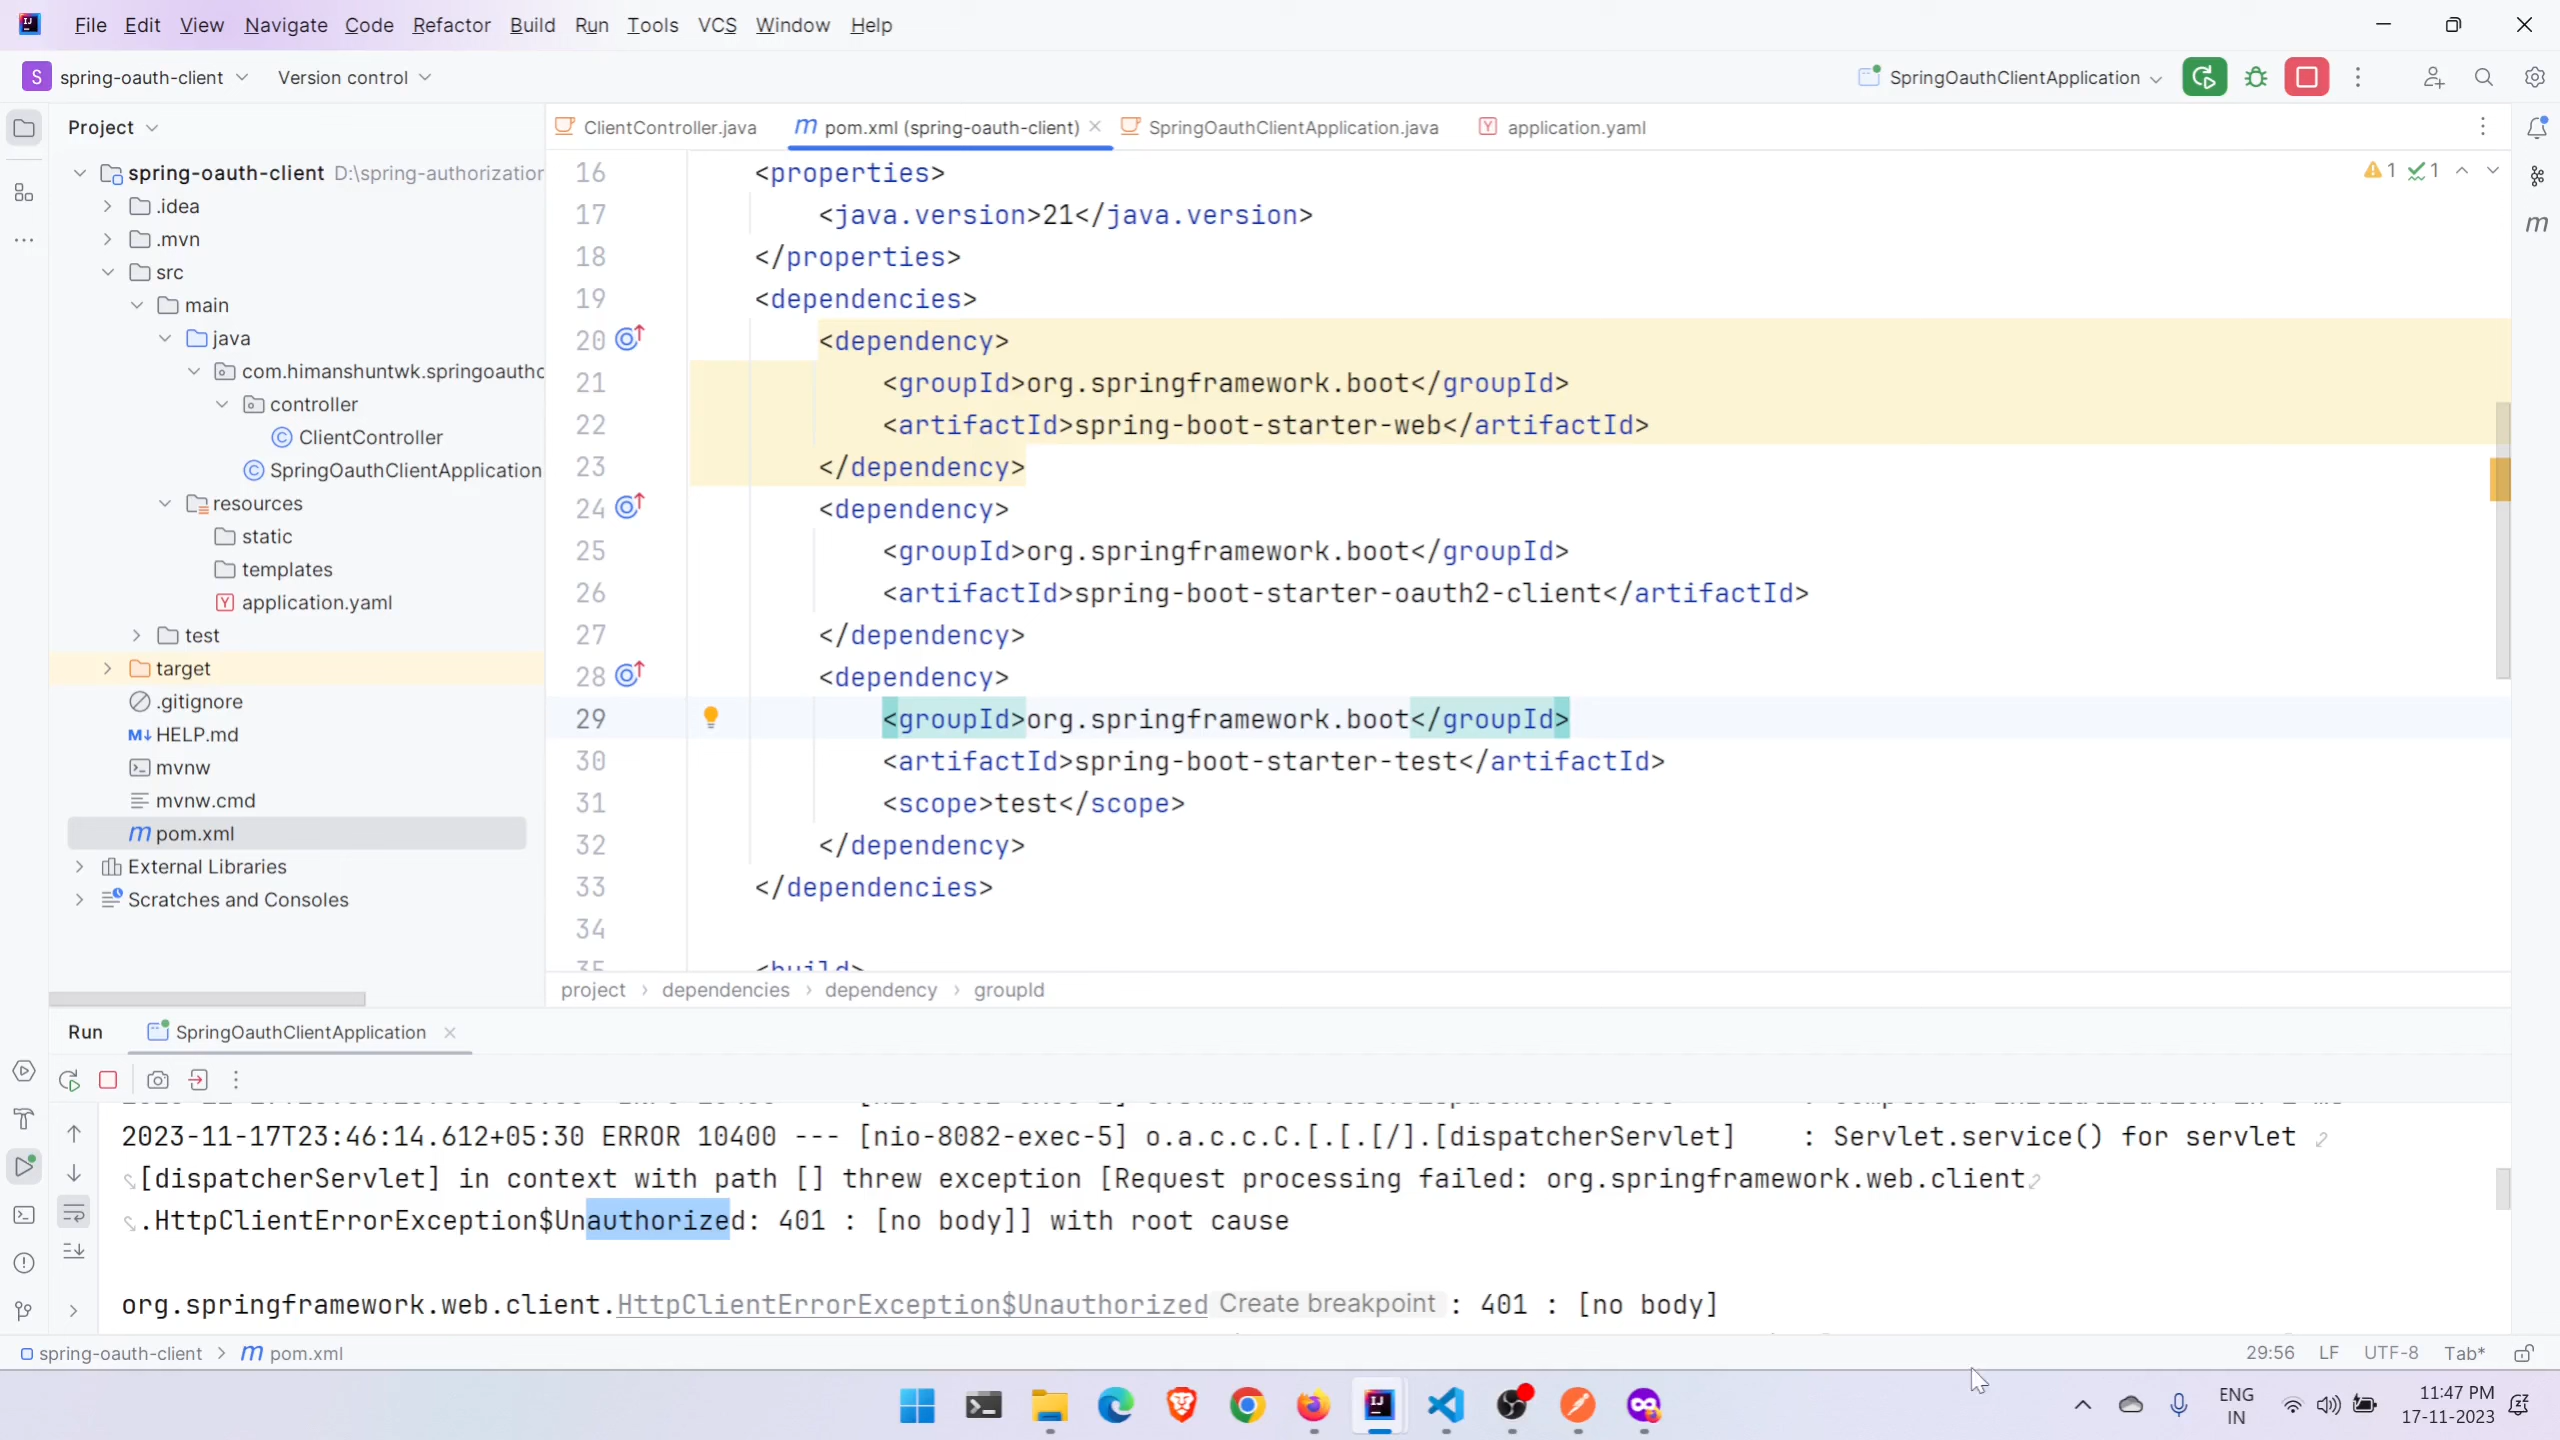 File Edit View Navigate Code Refactor Build Run Tools VCS Window Help
S spring-oauth-client Version control SpringOauthClientApplication
Project
ClientController.java pom.xml (spring-oauth-client) SpringOauthClientApplication.java application.yaml
spring-oauth-client D:\spring-authorization
.idea
.mvn
src
main
java
com.himanshuntwk.springoauthc
controller
ClientController
SpringOauthClientApplication
resources
static
templates
application.yaml
test
target
.gitignore
HELP.md
mvnw
mvnw.cmd
pom.xml
External Libraries
Scratches and Consoles
1 1
16 <properties>
17 <java.version>21</java.version>
18 </properties>
19 <dependencies>
20 <dependency>
21 <groupId>org.springframework.boot</groupId>
22 <artifactId>spring-boot-starter-web</artifactId>
23 </dependency>
24 <dependency>
25 <groupId>org.springframework.boot</groupId>
26 <artifactId>spring-boot-starter-oauth2-client</artifactId>
27 </dependency>
28 <dependency>
29 <groupId>org.springframework.boot</groupId>
30 <artifactId>spring-boot-starter-test</artifactId>
31 <scope>test</scope>
32 </dependency>
33 </dependencies>
34
35 <build>
project › dependencies › dependency › groupId
Run SpringOauthClientApplication
2023-11-17T23:46:14.612+05:30 ERROR 10400 --- [nio-8082-exec-5] o.a.c.c.C.[.[.[/].[dispatcherServlet] : Servlet.service() for servlet
[dispatcherServlet] in context with path [] threw exception [Request processing failed: org.springframework.web.client
.HttpClientErrorException$Unauthorized: 401 : [no body]] with root cause
org.springframework.web.client.HttpClientErrorException$Unauthorized Create breakpoint : 401 : [no body]
spring-oauth-client › pom.xml 29:56 LF UTF-8 Tab*
ENG
IN
11:47 PM
17-11-2023